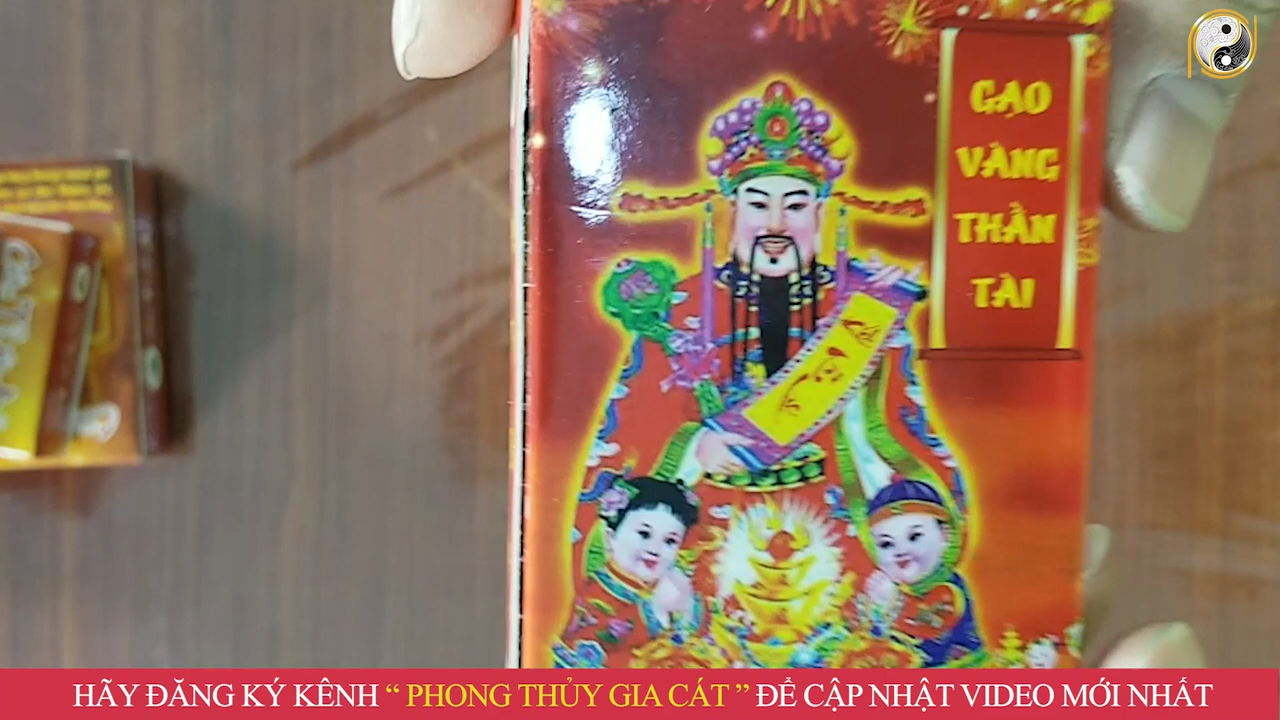 GẠO
VÀNG
THẦN
TÀI
HÃY ĐĂNG KÝ KÊNH “ PHONG THỦY GIA CÁT ” ĐỂ CẬP NHẬT VIDEO MỚI NHẤT